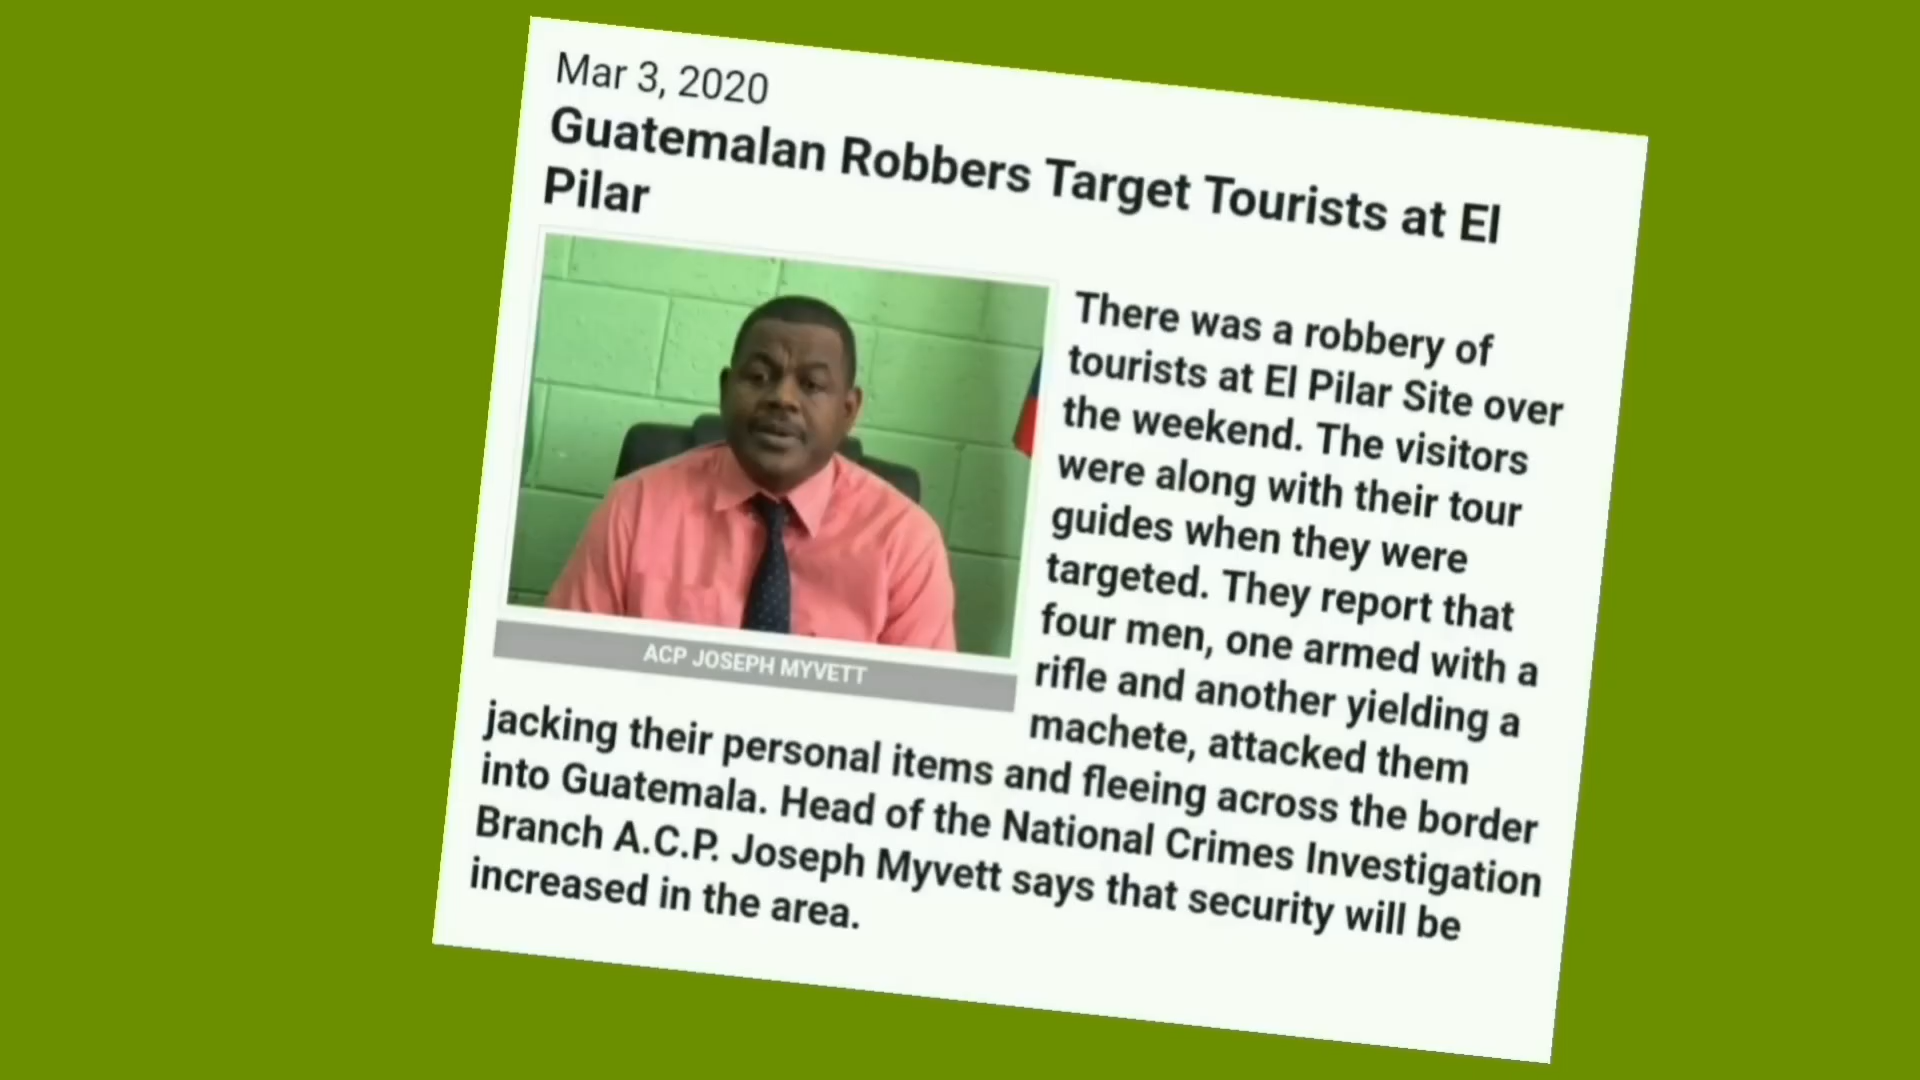 Mar 3, 2020
Guatemalan Robbers Target Tourists at El
Pilar
There was a robbery of
tourists at El Pilar Site over
the weekend. The visitors
were along with their tour
guides when they were
targeted. They report that
four men, one armed with a
rifle and another yielding a
machete, attacked them
ACP JOSEPH MYVETT
jacking their personal items and fleeing across the border
into Guatemala. Head of the National Crimes Investigation
Branch A.C.P. Joseph Myvett says that security will be
increased in the area.